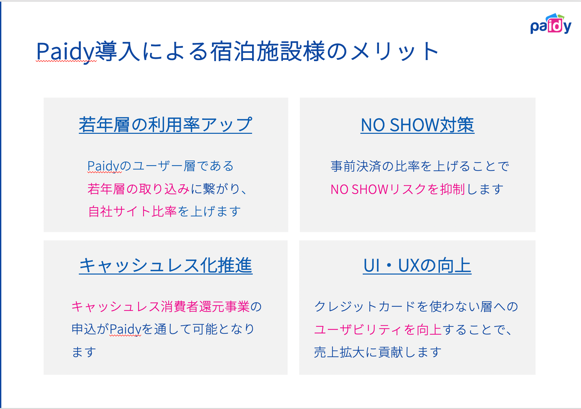 paidy
Paidy導入による宿泊施設様のメリット
若年層の利用率アップ
Paidyのユーザー層である
若年層の取り込みに繋がり、
自社サイト比率を上げます
NO SHOW対策
事前決済の比率を上げることで
NO SHOWリスクを抑制します
キャッシュレス化推進
キャッシュレス消費者還元事業の
申込がPaidyを通して可能となり
ます
UI・UXの向上
クレジットカードを使わない層への
ユーザビリティを向上することで、
売上拡大に貢献します